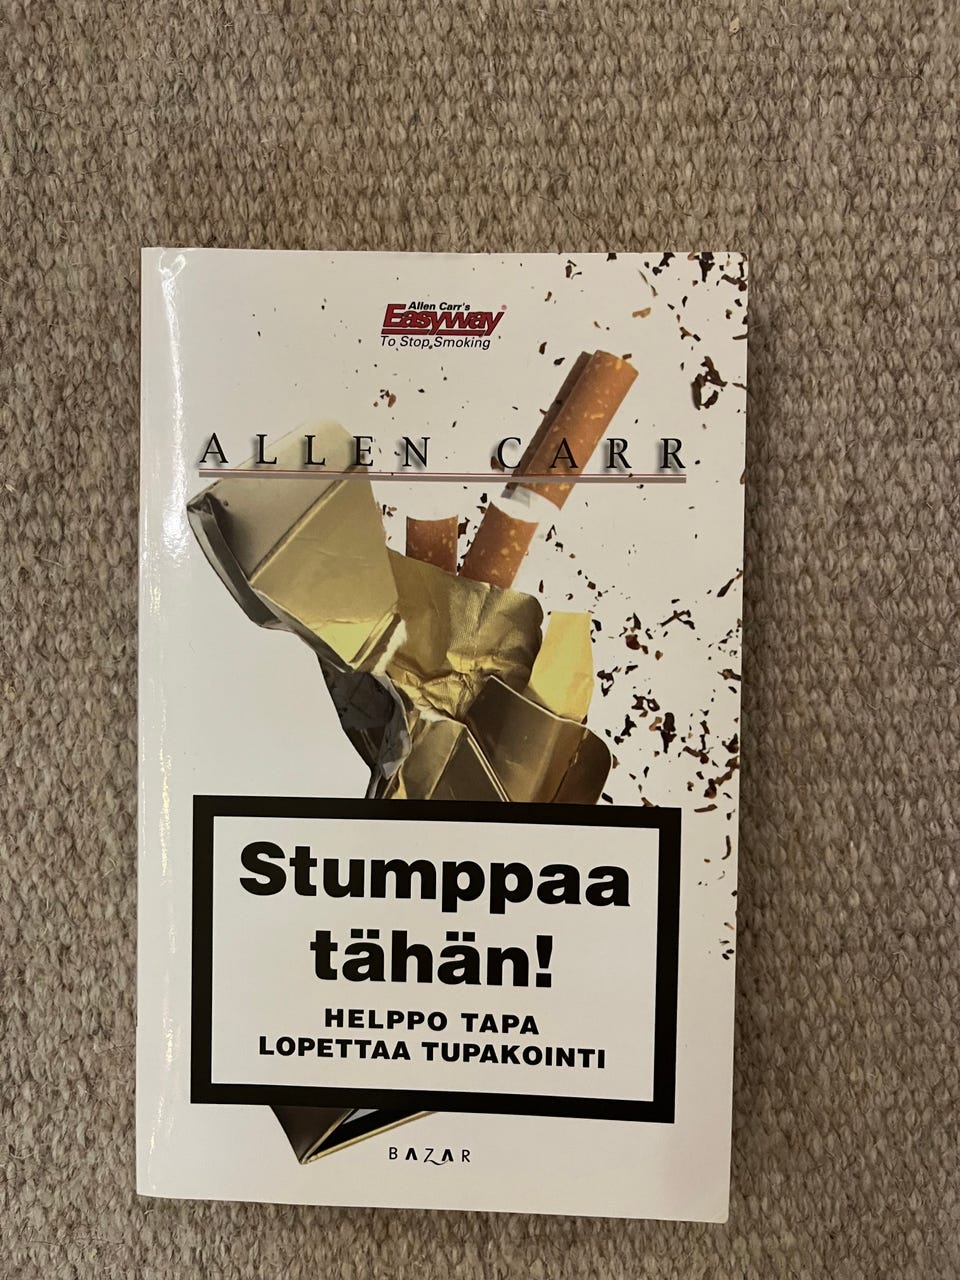 Allen Carr's
Easyway®
To Stop Smoking
ALLEN CARR
Stumppaa
tähän!
HELPPO TAPA
LOPETTAA TUPAKOINTI
BAZAR